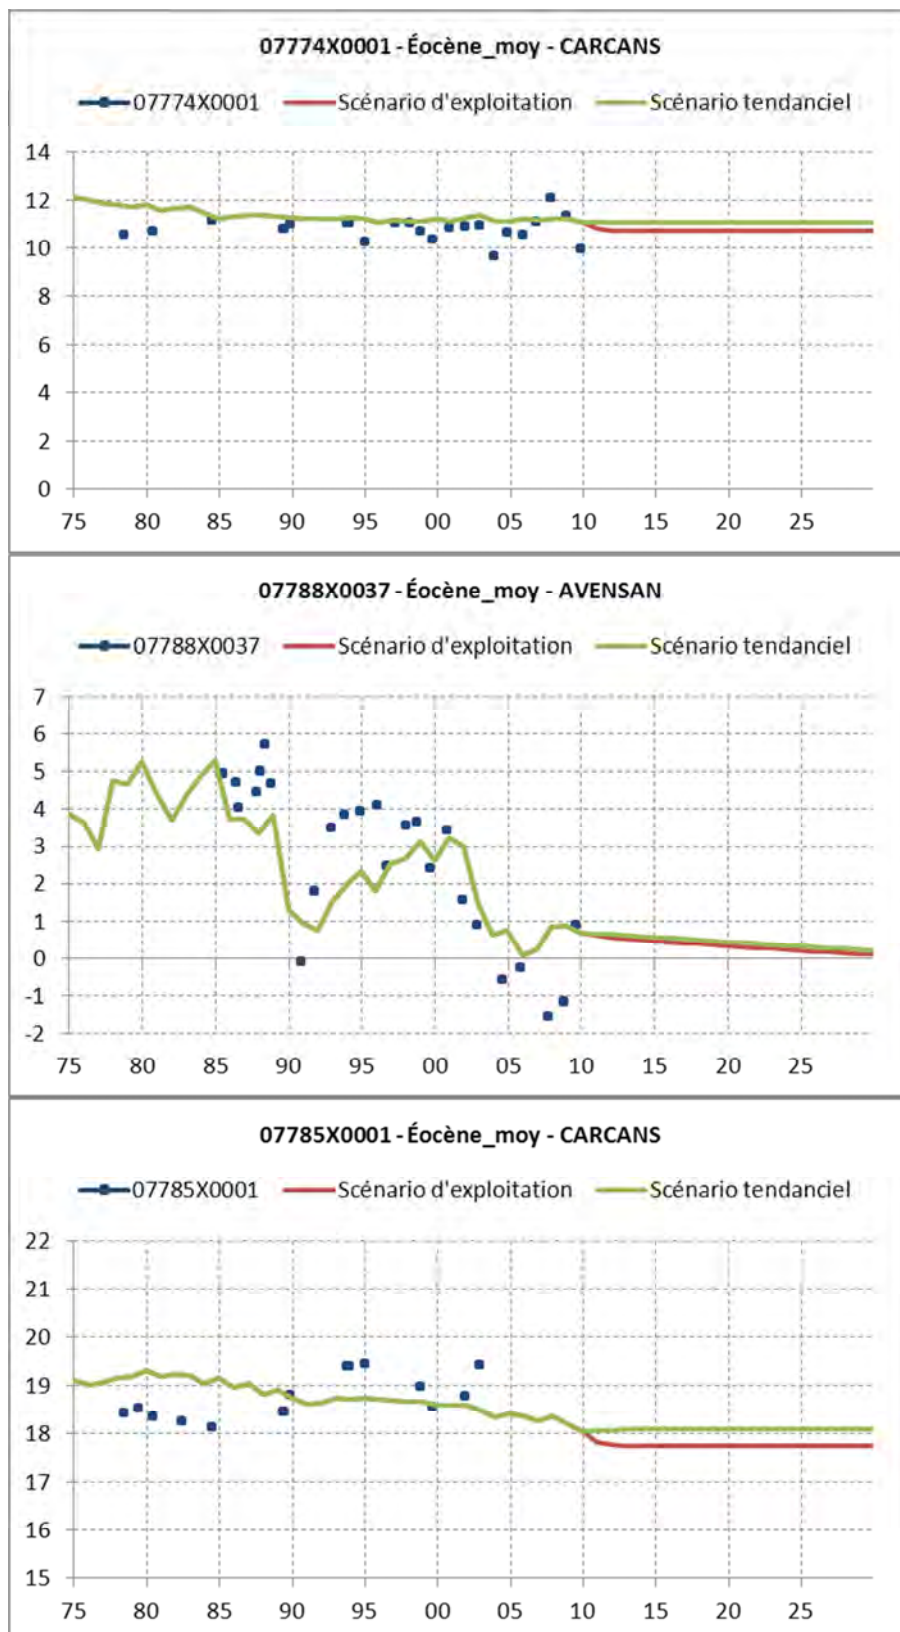 07774X0001 - Éocène_moy - CARCANS
07774X0001 Scénario d'exploitation Scénario tendanciel
14
12
10
8
6
4
2
0
75 80 85 90 95 00 05 10 15 20 25
07788X0037 - Éocène_moy - AVENSAN
07788X0037 Scénario d'exploitation Scénario tendanciel
7
6
5
4
3
2
1
0
-1
-2
75 80 85 90 95 00 05 10 15 20 25
07785X0001 - Éocène_moy - CARCANS
07785X0001 Scénario d'exploitation Scénario tendanciel
22
21
20
19
18
17
16
15
75 80 85 90 95 00 05 10 15 20 25